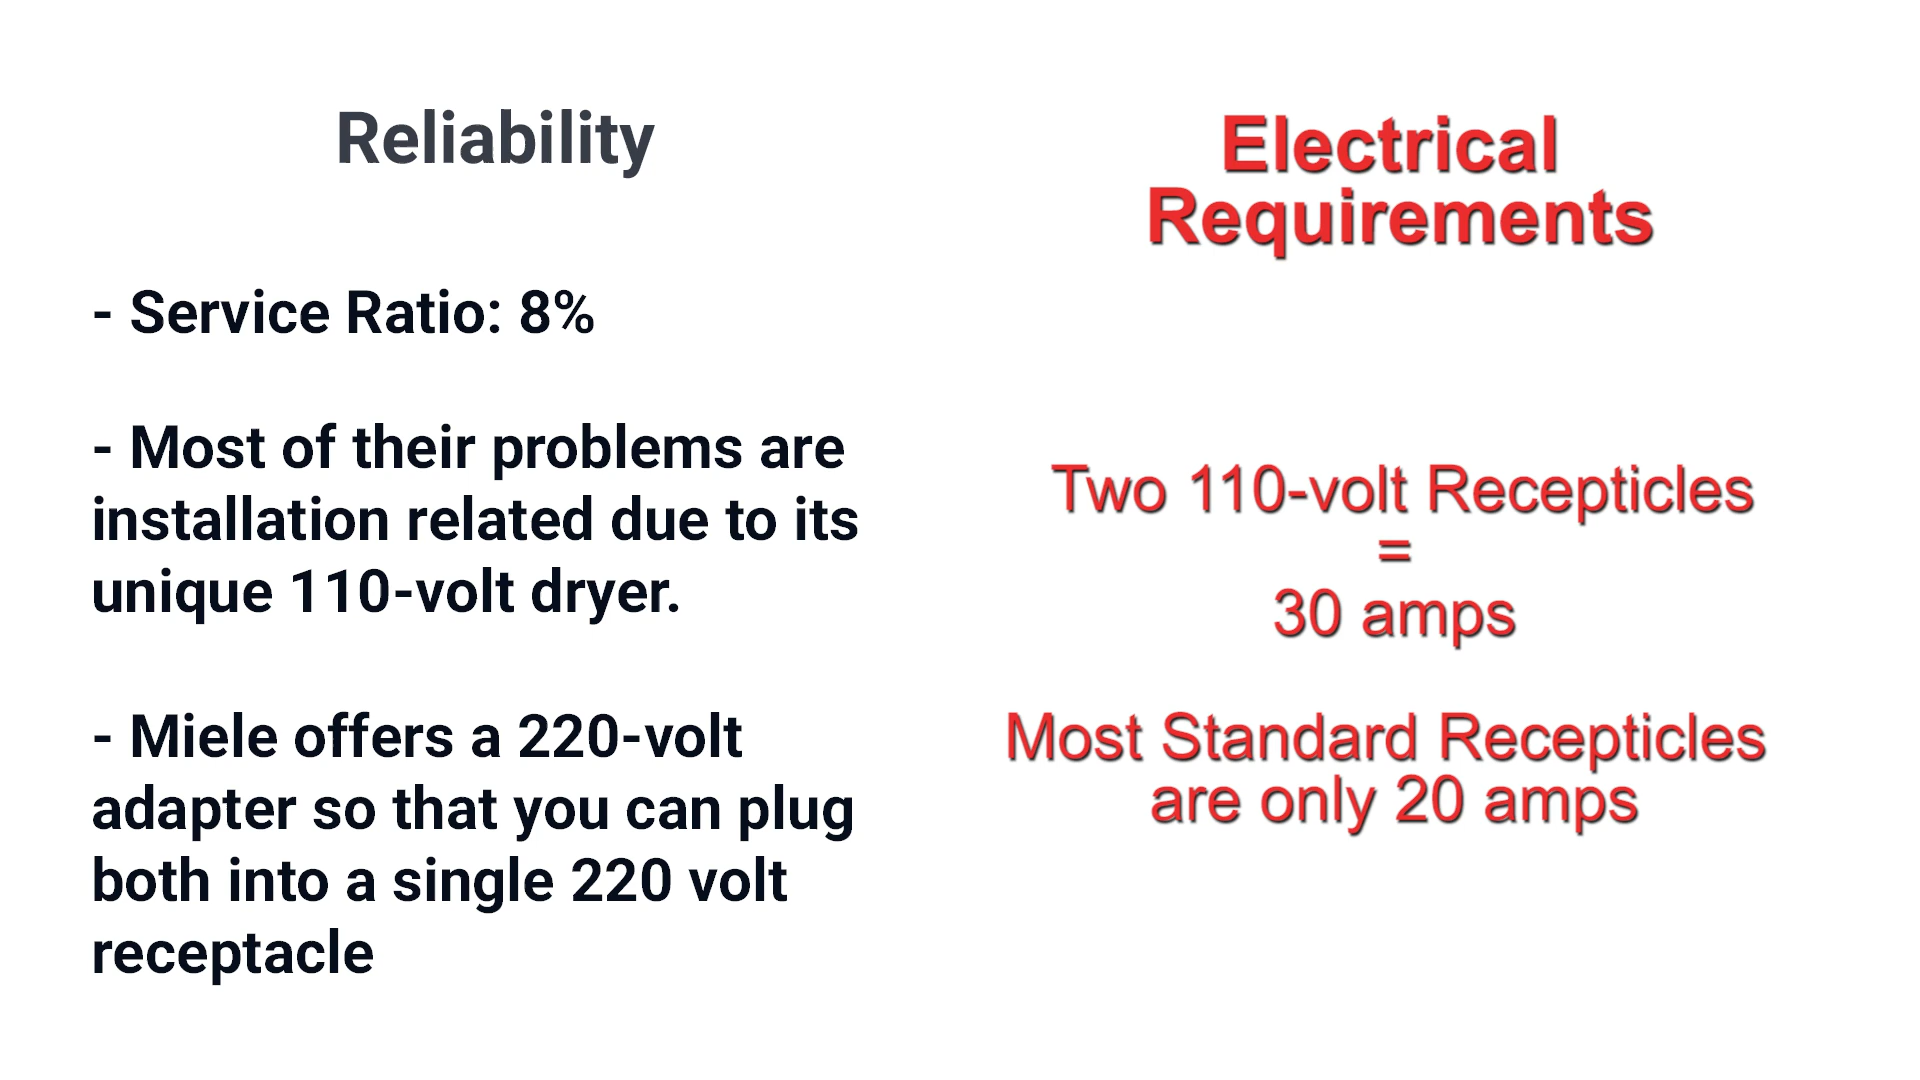 Reliability
- Service Ratio: 8%
- Most of their problems are
installation related due to its
unique 110-volt dryer.
- Miele offers a 220-volt
adapter so that you can plug
both into a single 220 volt
receptacle
Electrical
Requirements
Two 110-volt Recepticles
=
30 amps
Most Standard Recepticles
are only 20 amps